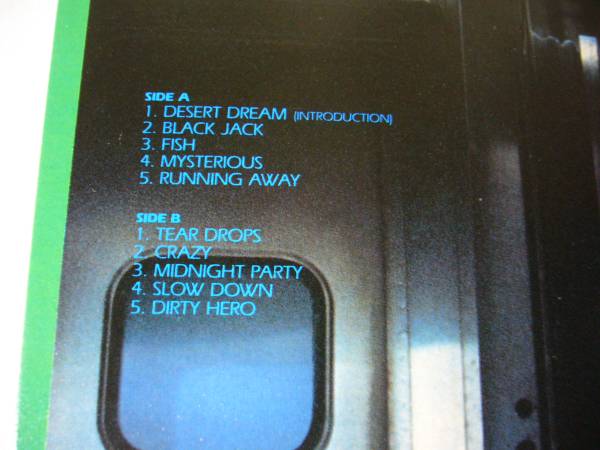 SIDE A
1. DESERT DREAM (INTRODUCTION)
2. BLACK JACK
3. FISH
4. MYSTERIOUS
5. RUNNING AWAY
SIDE B
1. TEAR DROPS
2. CRAZY
3. MIDNIGHT PARTY
4. SLOW DOWN
5. DIRTY HERO